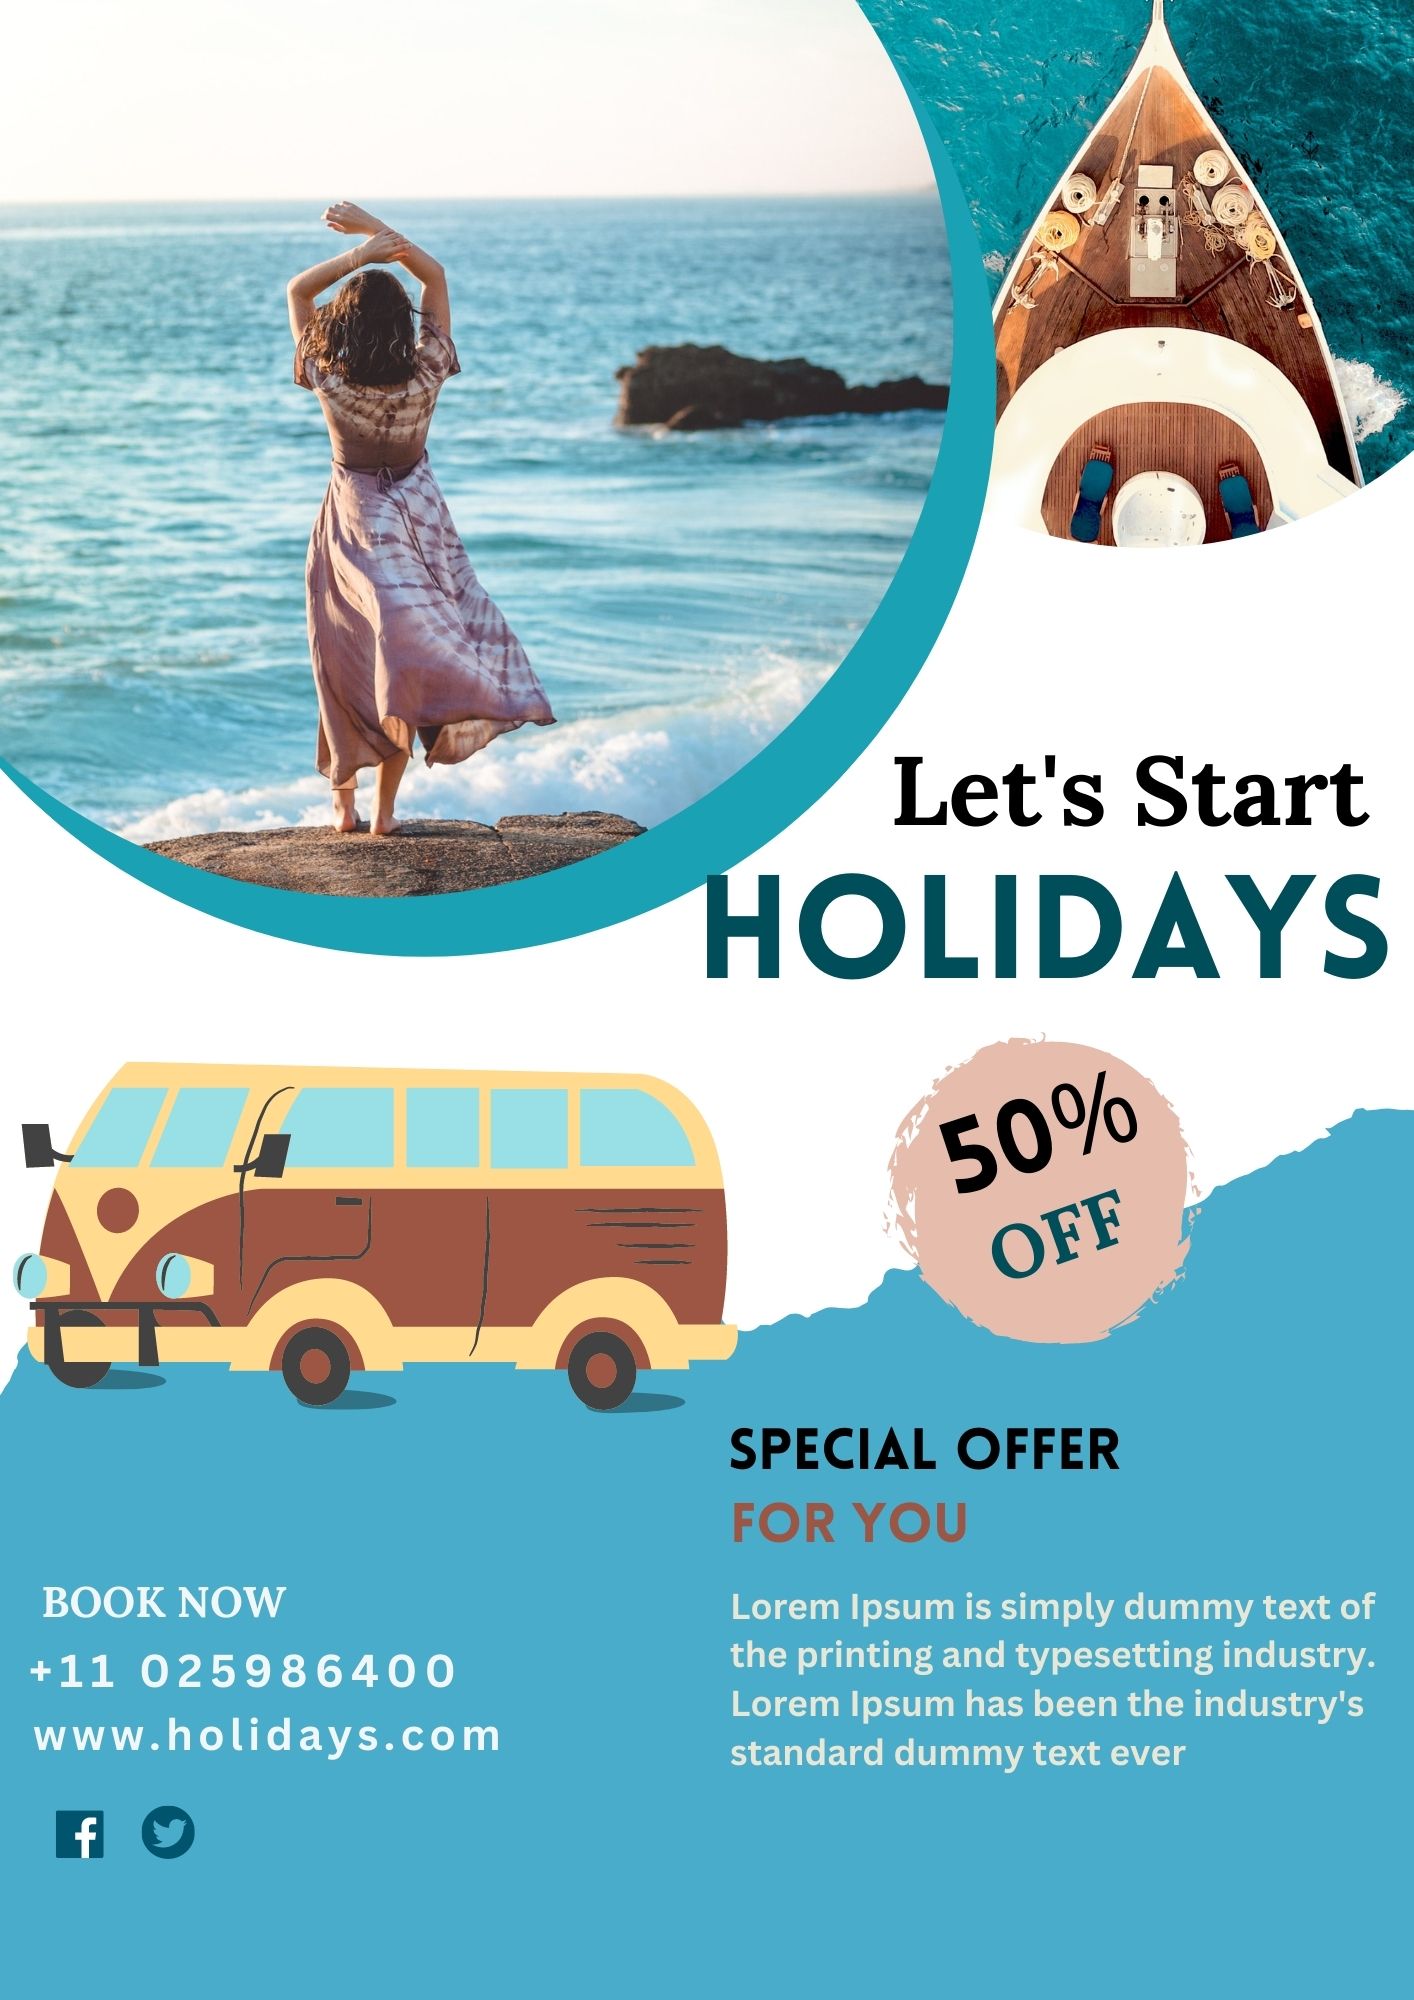 Let's Start
HOLIDAYS
50%
OFF
SPECIAL OFFER
FOR YOU
Lorem Ipsum is simply dummy text of
the printing and typesetting industry.
Lorem Ipsum has been the industry's
standard dummy text ever
BOOK NOW
+11 025986400
www.holidays.com